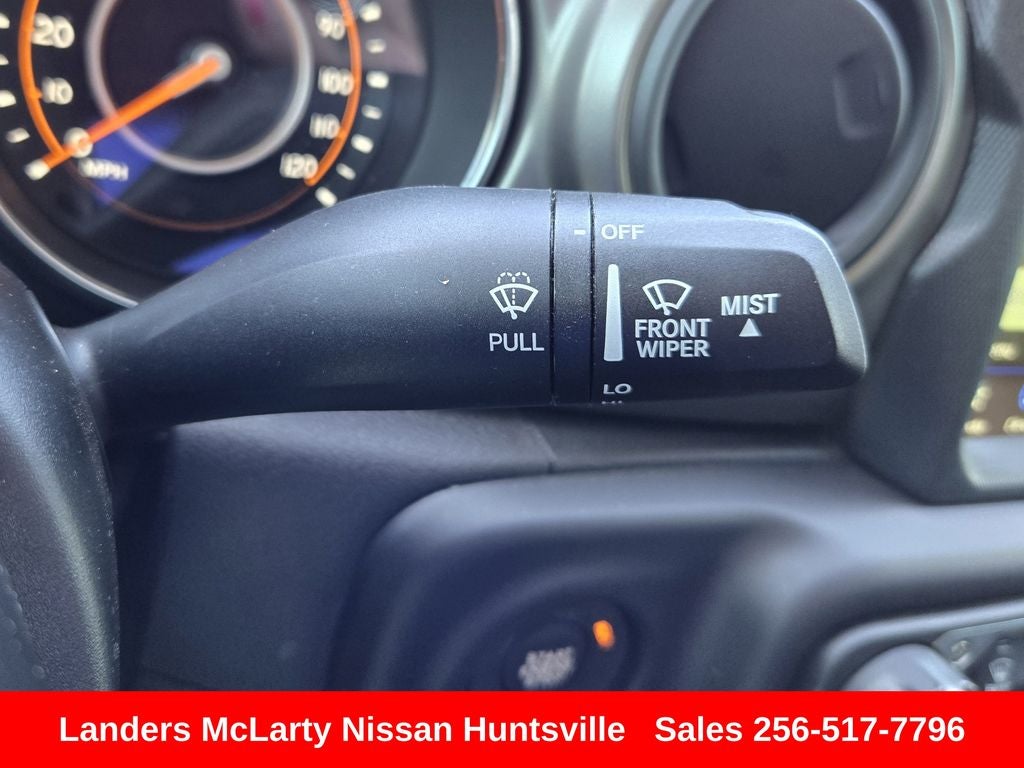 20
10
MPH
90
100
110
120
OFF
PULL
FRONT
WIPER
MIST
LO
Landers McLarty Nissan Huntsville Sales 256-517-7796